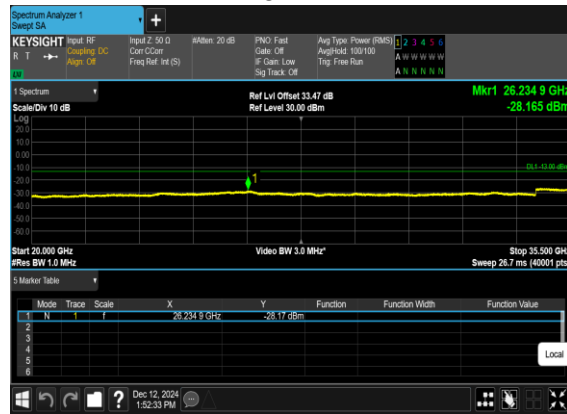 Spectrum Analyzer 1
Swept SA
KEYSIGHT Input: RF Input Z: 50 Ω #Atten: 20 dB PNO: Fast Avg Type: Power (RMS) 1 2 3 4 5 6
R T Coupling: DC Corr CCorr Gate: Off Avg|Hold: 100/100 A W W W W W
Align: Off Freq Ref: Int (S) IF Gain: Low Trig: Free Run
Sig Track: Off A N N N N N
1 Spectrum Ref Lvl Offset 33.47 dB Mkr1 26.234 9 GHz
Scale/Div 10 dB Ref Level 30.00 dBm -28.165 dBm
Log
20.0
10.0
0.00
-10.0 DL1 -13.00 dBm
-20.0 1
-30.0
-40.0
-50.0
-60.0
Start 20.000 GHz Video BW 3.0 MHz* Stop 35.500 GHz
#Res BW 1.0 MHz Sweep 26.7 ms (40001 pts)
5 Marker Table
Mode Trace Scale X Y Function Function Width Function Value
1 N 1 f 26.234 9 GHz -28.17 dBm
2
3
4
5
6
Local
? Dec 12, 2024
1:52:33 PM